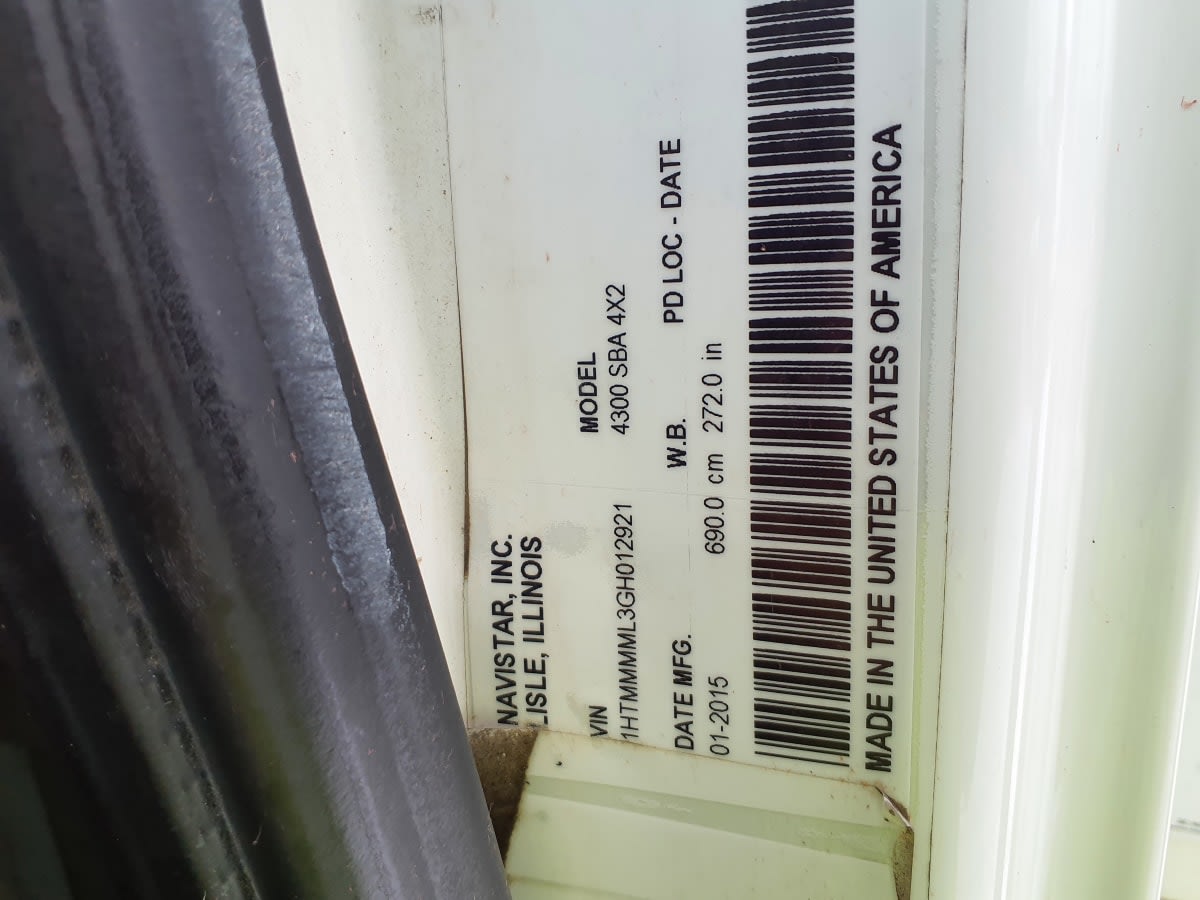 NAVISTAR, INC.
LISLE, ILLINOIS
VIN MODEL
1HTMMMML3GH012921 4300 SBA 4X2
DATE MFG. W.B. PD LOC - DATE
01-2015 690.0 cm 272.0 in
MADE IN THE UNITED STATES OF AMERICA